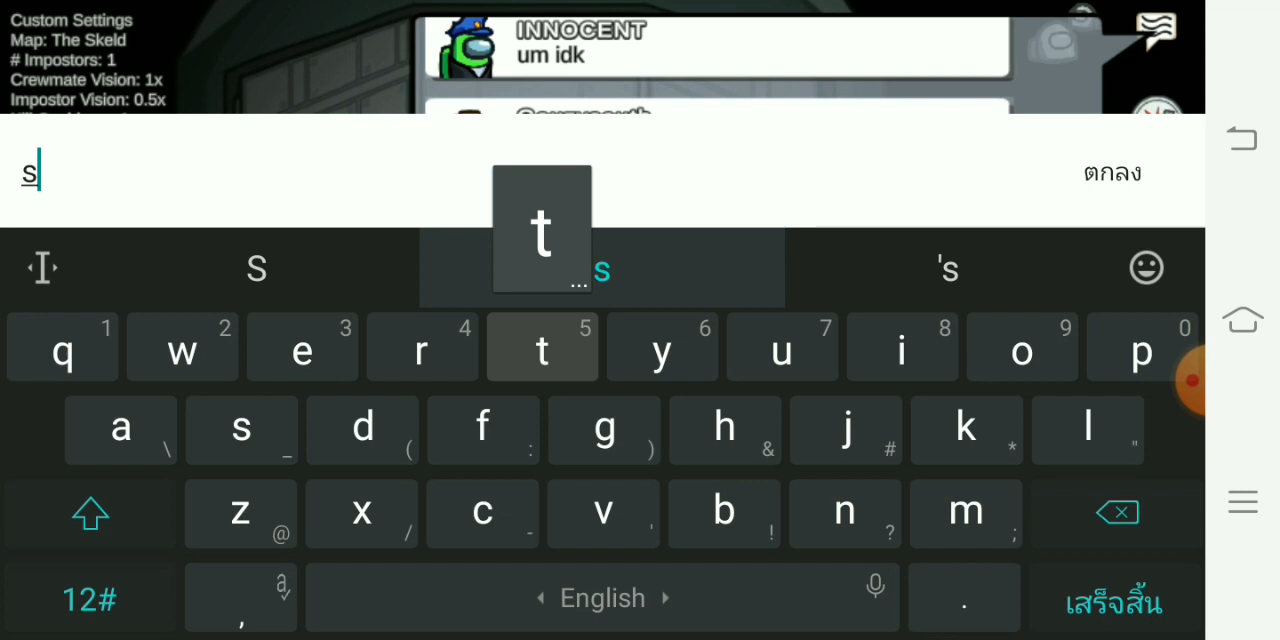 Custom Settings
Map: The Skeld
# Impostors: 1
Crewmate Vision: 1x
Impostor Vision: 0.5x
INNOCENT
um idk
s
ตกลง
t
...
S
s
's
q 1 w 2 e 3 r 4 t 5 y 6 u 7 i 8 o 9 p 0
a \ s _ d ( f : g ) h & j # k * l "
z @ x / c - v ' b ! n ? m ;
12# , a English . เสร็จสิ้น